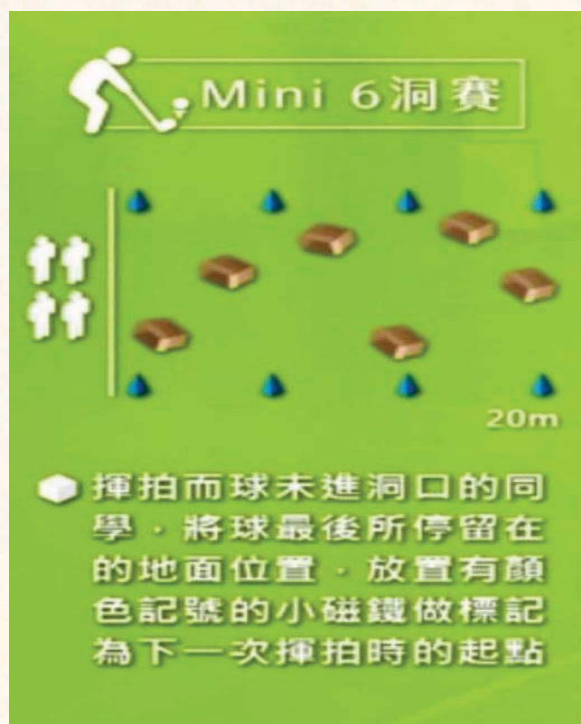 Mini 6洞賽
20m
揮拍而球未進洞口的同
學，將球最後所停留在
的地面位置，放置有顏
色記號的小磁鐵做標記
為下一次揮拍時的起點